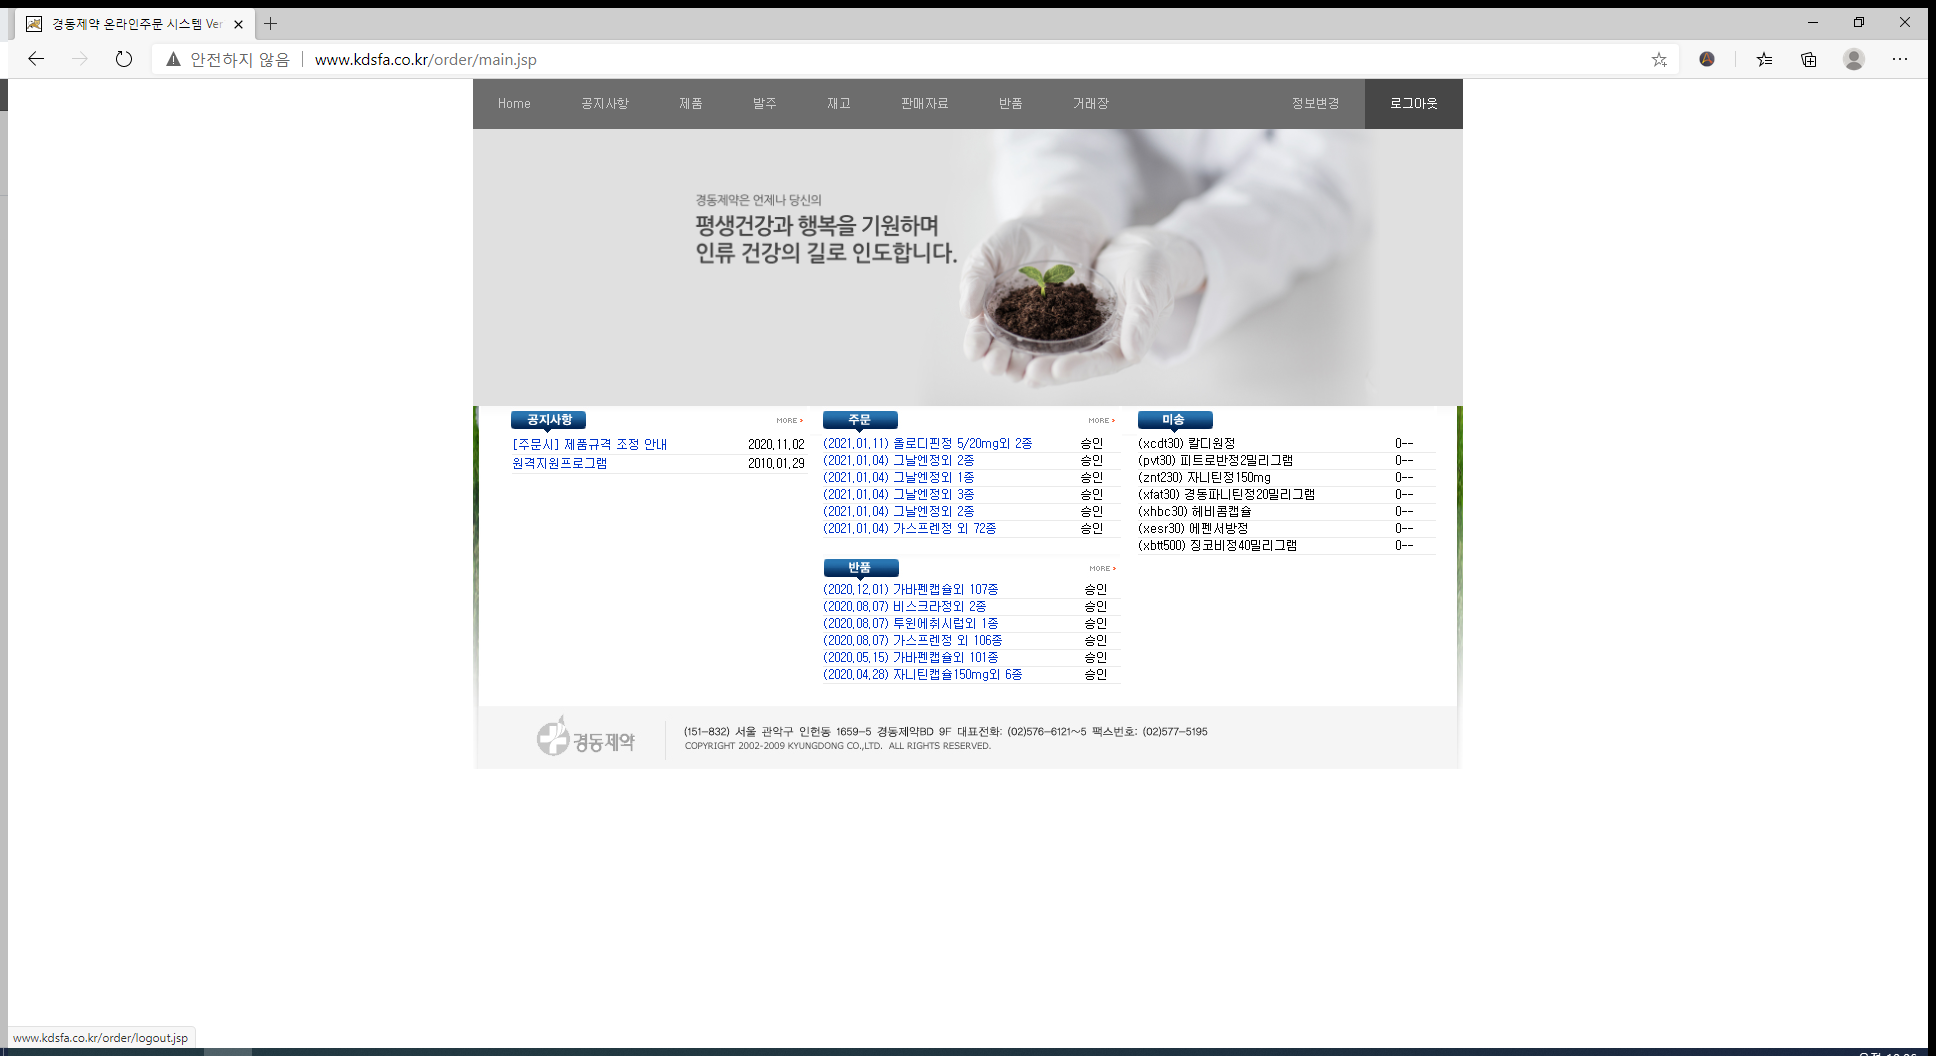 경동제약 온라인주문 시스템 Ver
안전하지 않음
www.kdsfa.co.kr/order/main.jsp
Home 공지사항 제품 발주 재고 판매자료 반품 거래장 정보변경 로그아웃
경동제약은 언제나 당신의
평생건강과 행복을 기원하며
인류 건강의 길로 인도합니다.
공지사항 MORE
[주문시] 제품규격 조정 안내 2020.11.02
원격지원프로그램 2010.01.29
주문 MORE
(2021.01.11) 올로디핀정 5/20mg외 2종 승인
(2021.01.04) 그날엔정외 2종 승인
(2021.01.04) 그날엔정외 1종 승인
(2021.01.04) 그날엔정외 3종 승인
(2021.01.04) 그날엔정외 2종 승인
(2021.01.04) 가스프렌정 외 72종 승인
반품 MORE
(2020.12.01) 가바펜캡슐외 107종 승인
(2020.08.07) 비스크라정외 2종 승인
(2020.08.07) 투윈에취시럽외 1종 승인
(2020.08.07) 가스프렌정 외 106종 승인
(2020.05.15) 가바펜캡슐외 101종 승인
(2020.04.28) 자니틴캡슐150mg외 6종 승인
미송
(xcdt30) 칼디원정 0--
(pvt30) 피트로반정2밀리그램 0--
(znt230) 자니틴정150mg 0--
(xfat30) 경동파니틴정20밀리그램 0--
(xhbc30) 헤비콤캡슐 0--
(xesr30) 에펜서방정 0--
(xbtt500) 징코비정40밀리그램 0--
경동제약
(151-832) 서울 관악구 인헌동 1659-5 경동제약BD 9F 대표전화: (02)576-6121~5 팩스번호: (02)577-5195
COPYRIGHT 2002-2009 KYUNGDONG CO.,LTD. ALL RIGHTS RESERVED.
www.kdsfa.co.kr/order/logout.jsp